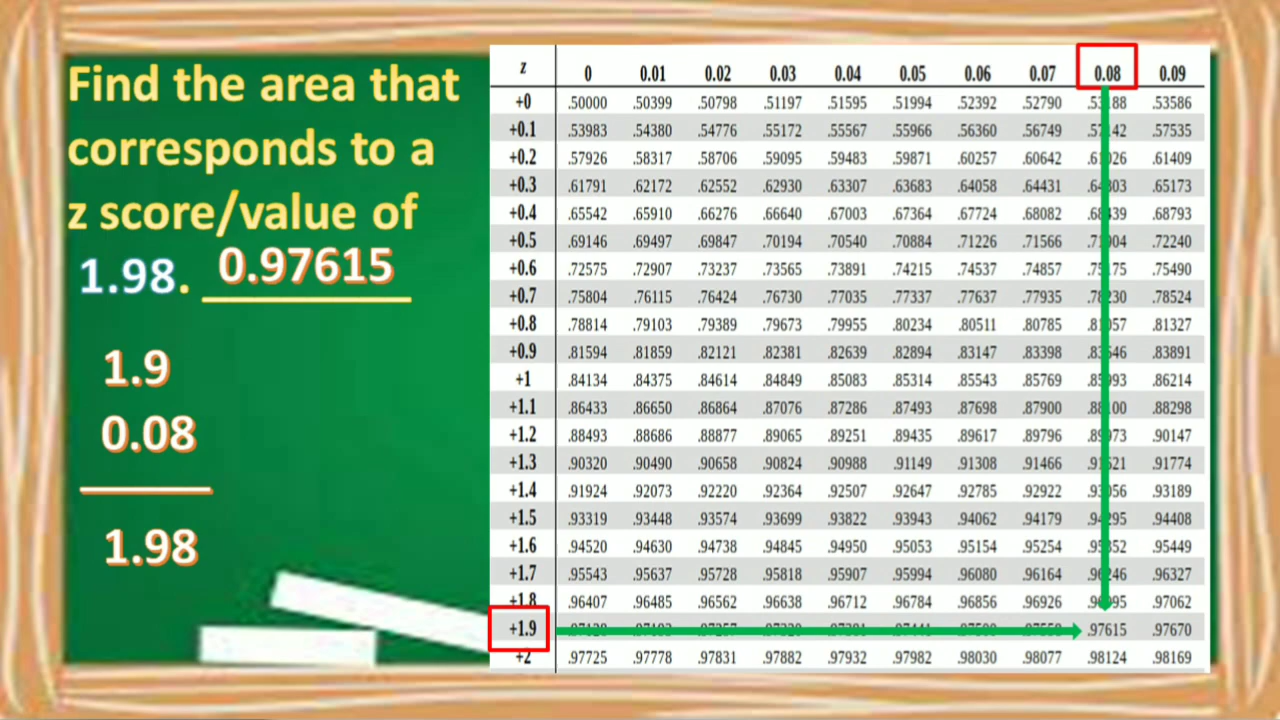 Find the area that
corresponds to a
z score/value of
1.98. 0.97615
1.9
0.08
1.98
z 0 0.01 0.02 0.03 0.04 0.05 0.06 0.07 0.08 0.09
+0 .50000 .50399 .50798 .51197 .51595 .51994 .52392 .52790 .53586
+0.1 .53983 .54380 .54776 .55172 .55567 .55966 .56360 .56749 .57535
+0.2 .57926 .58317 .58706 .59095 .59483 .59871 .60257 .60642 .61409
+0.3 .61791 .62172 .62552 .62930 .63307 .63683 .64058 .64431 .65173
+0.4 .65542 .65910 .66276 .66640 .67003 .67364 .67724 .68082 .68793
+0.5 .69146 .69497 .69847 .70194 .70540 .70884 .71226 .71566 .72240
+0.6 .72575 .72907 .73237 .73565 .73891 .74215 .74537 .74857 .75490
+0.7 .75804 .76115 .76424 .76730 .77035 .77337 .77637 .77935 .78524
+0.8 .78814 .79103 .79389 .79673 .79955 .80234 .80511 .80785 .81327
+0.9 .81594 .81859 .82121 .82381 .82639 .82894 .83147 .83398 .83891
+1 .84134 .84375 .84614 .84849 .85083 .85314 .85543 .85769 .86214
+1.1 .86433 .86650 .86864 .87076 .87286 .87493 .87698 .87900 .88298
+1.2 .88493 .88686 .88877 .89065 .89251 .89435 .89617 .89796 .90147
+1.3 .90320 .90490 .90658 .90824 .90988 .91149 .91308 .91466 .91774
+1.4 .91924 .92073 .92220 .92364 .92507 .92647 .92785 .92922 .93189
+1.5 .93319 .93448 .93574 .93699 .93822 .93943 .94062 .94179 .94408
+1.6 .94520 .94630 .94738 .94845 .94950 .95053 .95154 .95254 .95449
+1.7 .95543 .95637 .95728 .95818 .95907 .95994 .96080 .96164 .96327
+1.8 .96407 .96485 .96562 .96638 .96712 .96784 .96856 .96926 .97062
+1.9 .97615 .97670
+2 .97725 .97778 .97831 .97882 .97932 .97982 .98030 .98077 .98124 .98169